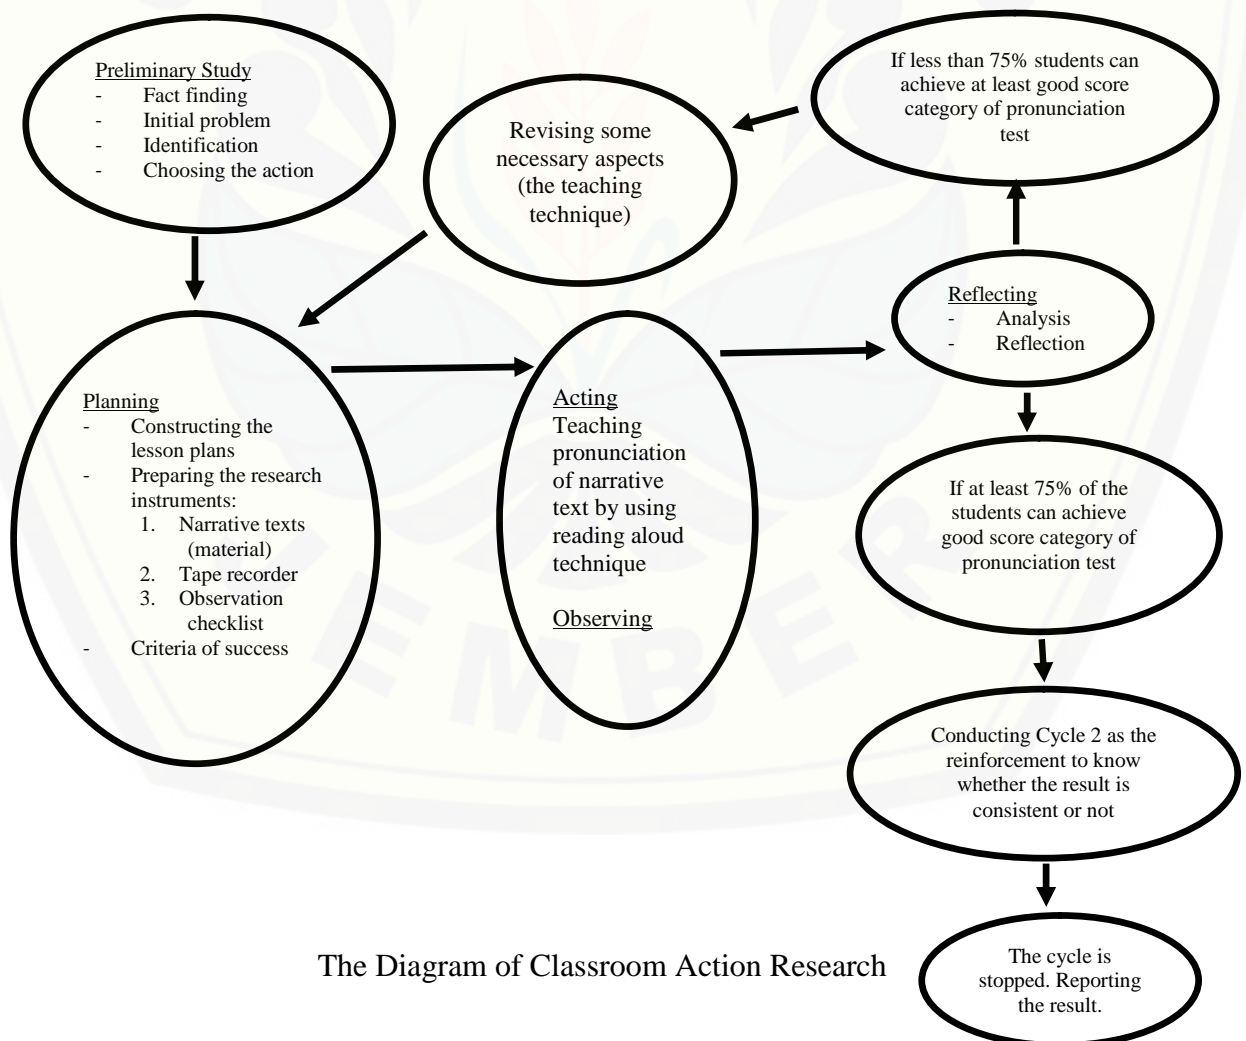 Preliminary Study
- Fact finding
- Initial problem
- Identification
- Choosing the action
Revising some
necessary aspects
(the teaching
technique)
If less than 75% students can
achieve at least good score
category of pronunciation
test
Reflecting
- Analysis
- Reflection
Planning
- Constructing the
lesson plans
- Preparing the research
instruments:
1. Narrative texts
(material)
2. Tape recorder
3. Observation
checklist
- Criteria of success
Acting
Teaching
pronunciation
of narrative
text by using
reading aloud
technique
Observing
If at least 75% of the
students can achieve
good score category of
pronunciation test
Conducting Cycle 2 as the
reinforcement to know
whether the result is
consistent or not
The cycle is
stopped. Reporting
the result.
The Diagram of Classroom Action Research
EMBER